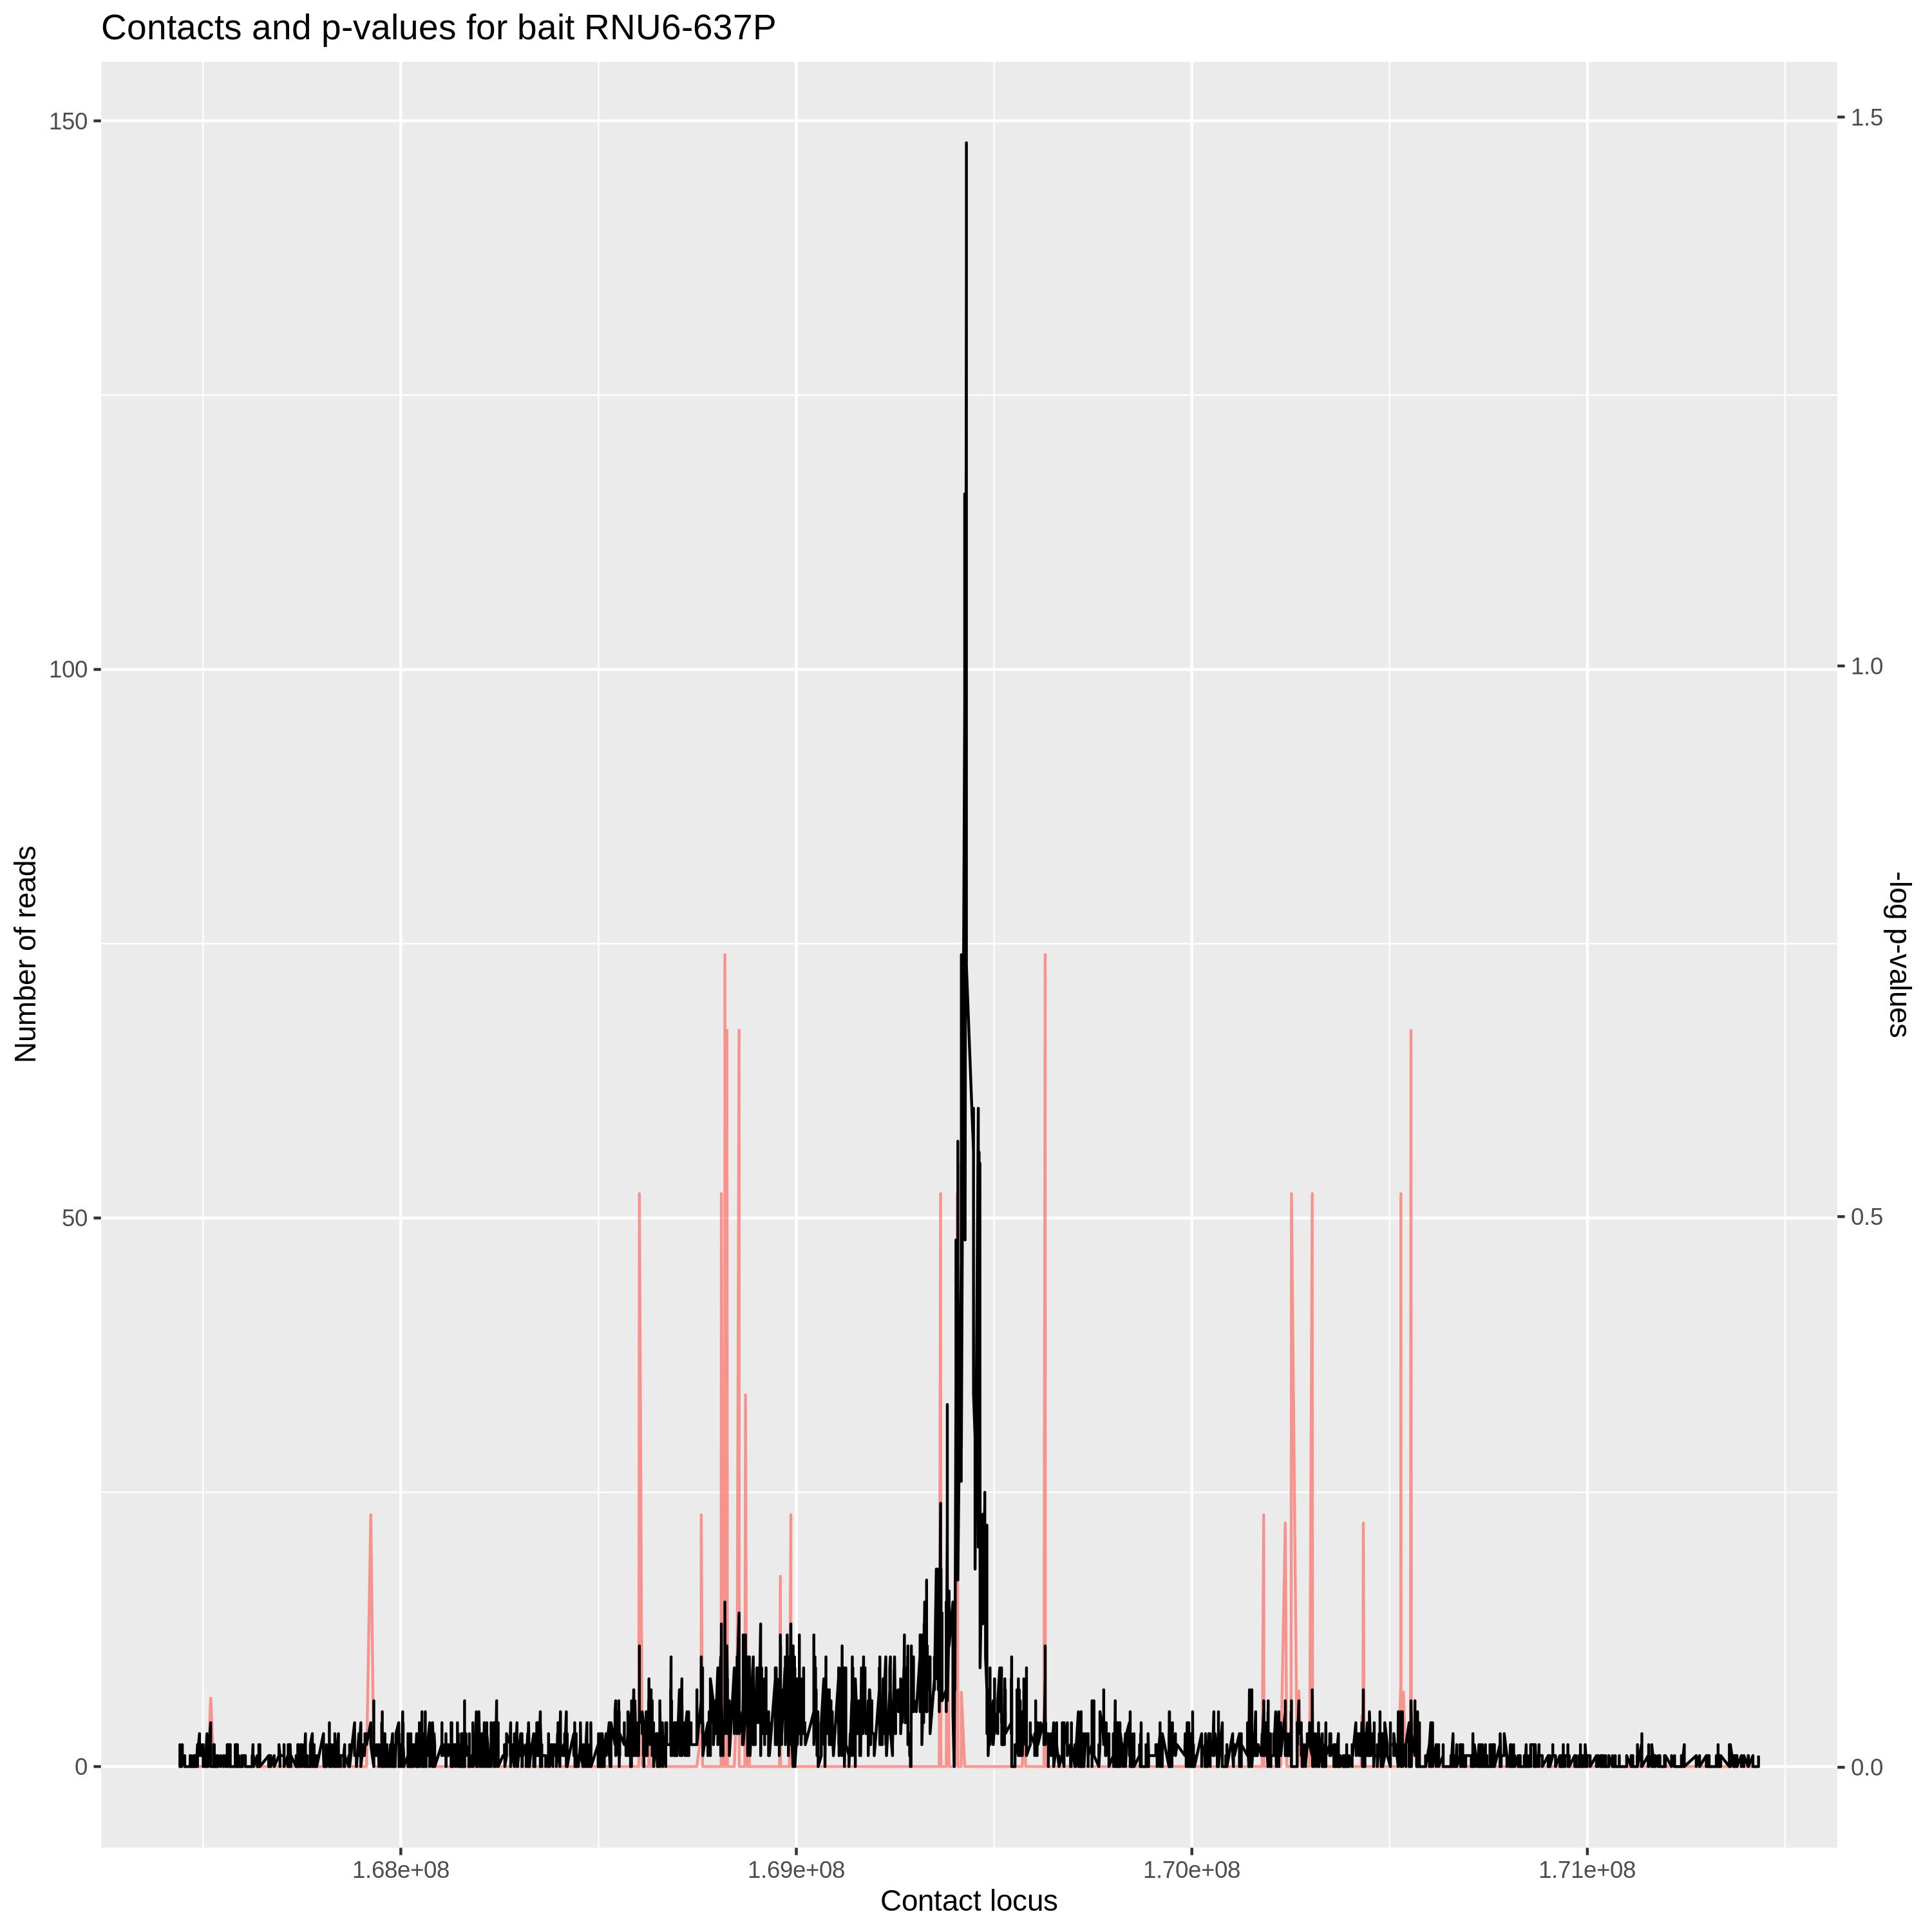 Contacts and p-values for bait RNU6-637P
150
100
50
0
Number of reads
1.5
1.0
0.5
0.0
-log p-values
1.68e+08
1.69e+08
1.70e+08
1.71e+08
Contact locus